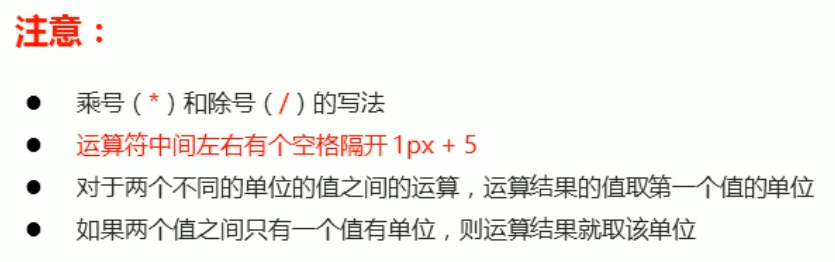 注意：
● 乘号（*）和除号（/）的写法
● 运算符中间左右有个空格隔开 1px + 5
● 对于两个不同的单位的值之间的运算，运算结果的值取第一个值的单位
● 如果两个值之间只有一个值有单位，则运算结果就取该单位